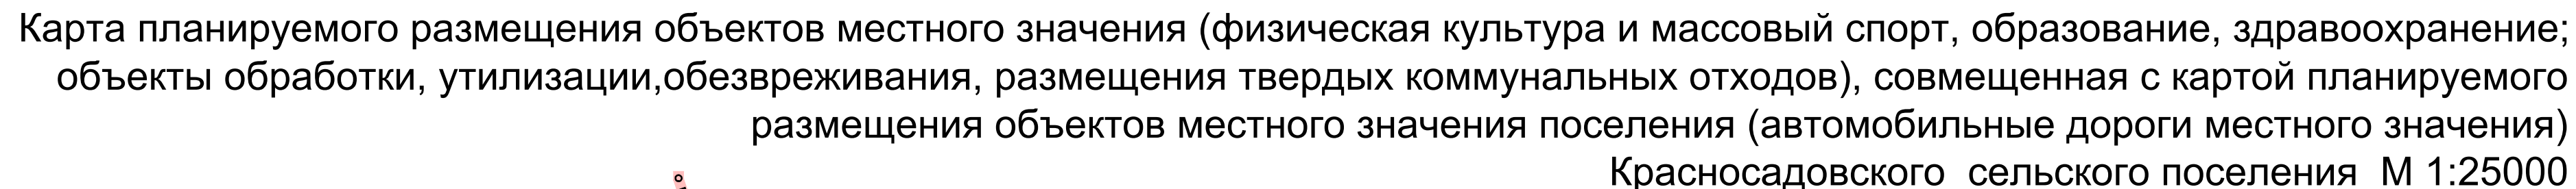 Карта планируемого размещения объектов местного значения (физическая культура и массовый спорт, образование, здравоохранение;
объекты обработки, утилизации,обезвреживания, размещения твердых коммунальных отходов), совмещенная с картой планируемого
размещения объектов местного значения поселения (автомобильные дороги местного значения)
Красносадовского сельского поселения М 1:25000